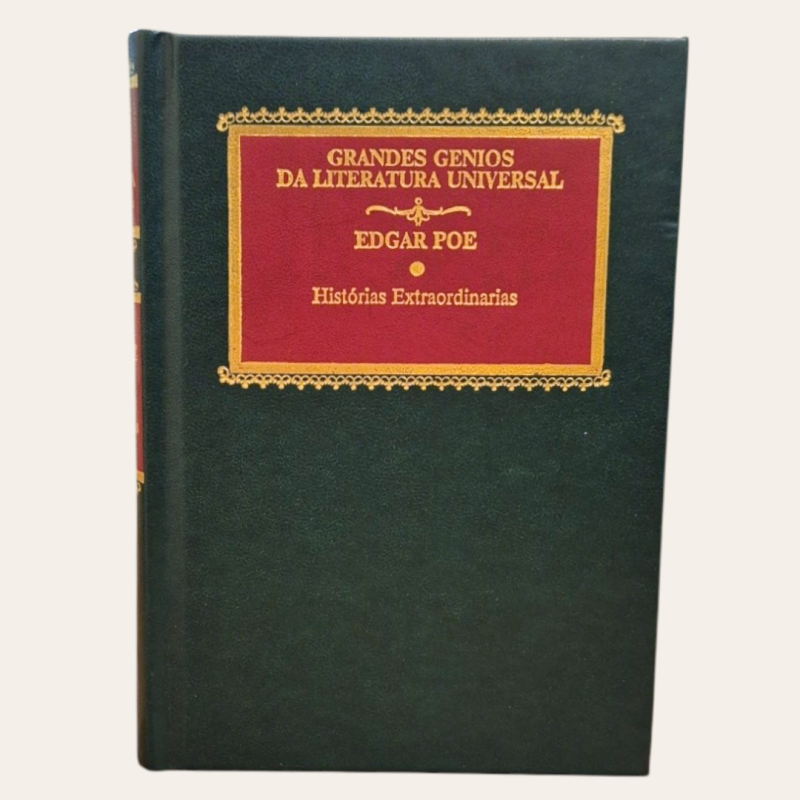 GRANDES GENIOS
DA LITERATURA UNIVERSAL
EDGAR POE
Histórias Extraordinarias